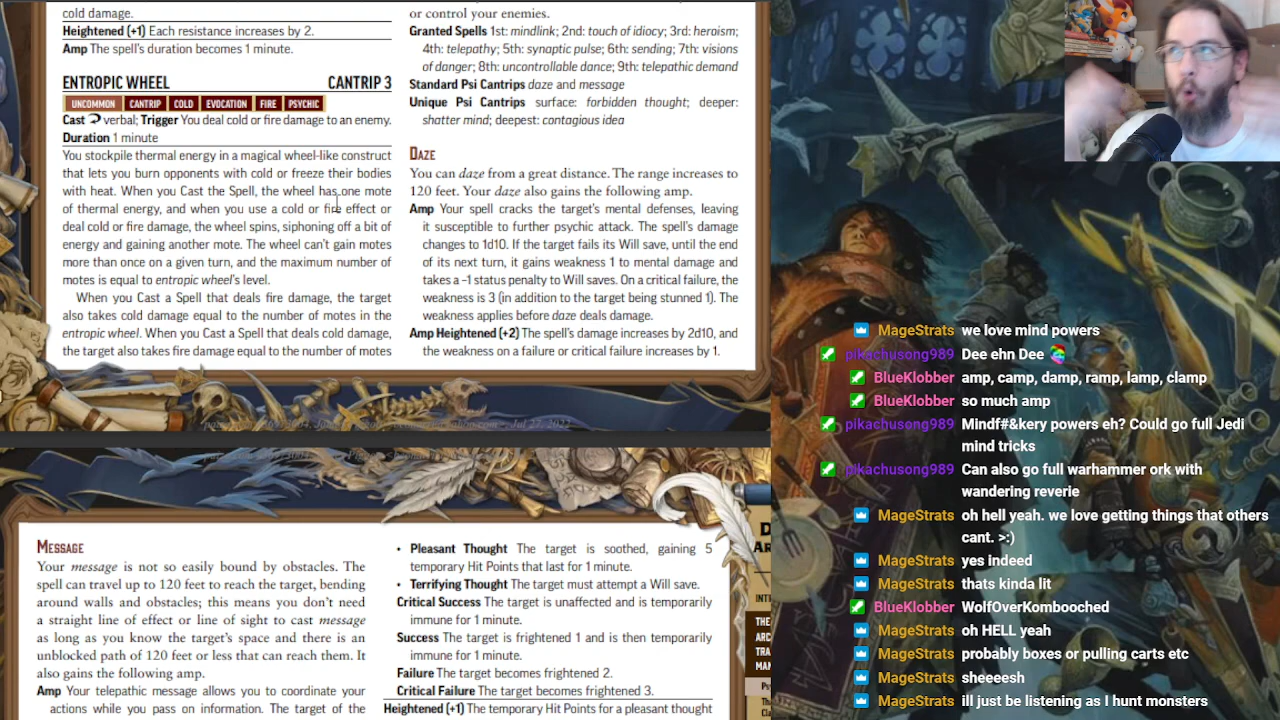 cold damage.
Heightened (+1) Each resistance increases by 2.
Amp The spell's duration becomes 1 minute.
ENTROPIC WHEEL CANTRIP 3
UNCOMMON CANTRIP COLD EVOCATION FIRE PSYCHIC
Cast verbal; Trigger You deal cold or fire damage to an enemy.
Duration 1 minute
You stockpile thermal energy in a magical wheel-like construct
that lets you burn opponents with cold or freeze their bodies
with heat. When you Cast the Spell, the wheel has one mote
of thermal energy, and when you use a cold or fire effect or
deal cold or fire damage, the wheel spins, siphoning off a bit of
energy and gaining another mote. The wheel can't gain motes
more than once on a given turn, and the maximum number of
motes is equal to entropic wheel's level.
When you Cast a Spell that deals fire damage, the target
also takes cold damage equal to the number of motes in the
entropic wheel. When you Cast a Spell that deals cold damage,
the target also takes fire damage equal to the number of motes
or control your enemies.
Granted Spells 1st: mindlink; 2nd: touch of idiocy; 3rd: heroism;
4th: telepathy; 5th: synaptic pulse; 6th: sending; 7th: visions
of danger; 8th: uncontrollable dance; 9th: telepathic demand
Standard Psi Cantrips daze and message
Unique Psi Cantrips surface: forbidden thought; deeper:
shatter mind; deepest: contagious idea
DAZE
You can daze from a great distance. The range increases to
120 feet. Your daze also gains the following amp.
Amp Your spell cracks the target's mental defenses, leaving
it susceptible to further psychic attack. The spell's damage
changes to 1d10. If the target fails its Will save, until the end
of its next turn, it gains weakness 1 to mental damage and
takes a –1 status penalty to Will saves. On a critical failure, the
weakness is 3 (in addition to the target being stunned 1). The
weakness applies before daze deals damage.
Amp Heightened (+2) The spell's damage increases by 2d10, and
the weakness on a failure or critical failure increases by 1.
MESSAGE
Your message is not so easily bound by obstacles. The
spell can travel up to 120 feet to reach the target, bending
around walls and obstacles; this means you don't need
a straight line of effect or line of sight to cast message
as long as you know the target's space and there is an
unblocked path of 120 feet or less that can reach them. It
also gains the following amp.
Amp Your telepathic message allows you to coordinate your
actions while you pass on information. The target of the
• Pleasant Thought The target is soothed, gaining 5
temporary Hit Points that last for 1 minute.
• Terrifying Thought The target must attempt a Will save.
Critical Success The target is unaffected and is temporarily
immune for 1 minute.
Success The target is frightened 1 and is then temporarily
immune for 1 minute.
Failure The target becomes frightened 2.
Critical Failure The target becomes frightened 3.
Heightened (+1) The temporary Hit Points for a pleasant thought
MageStrats we love mind powers
pikachusong989 Dee ehn Dee
BlueKlobber amp, camp, damp, ramp, lamp, clamp
BlueKlobber so much amp
pikachusong989 Mindf#&kery powers eh? Could go full Jedi
mind tricks
pikachusong989 Can also go full warhammer ork with
wandering reverie
MageStrats oh hell yeah. we love getting things that others
cant. >:)
MageStrats yes indeed
MageStrats thats kinda lit
BlueKlobber WolfOverKombooched
MageStrats oh HELL yeah
MageStrats probably boxes or pulling carts etc
MageStrats sheeeesh
MageStrats ill just be listening as I hunt monsters